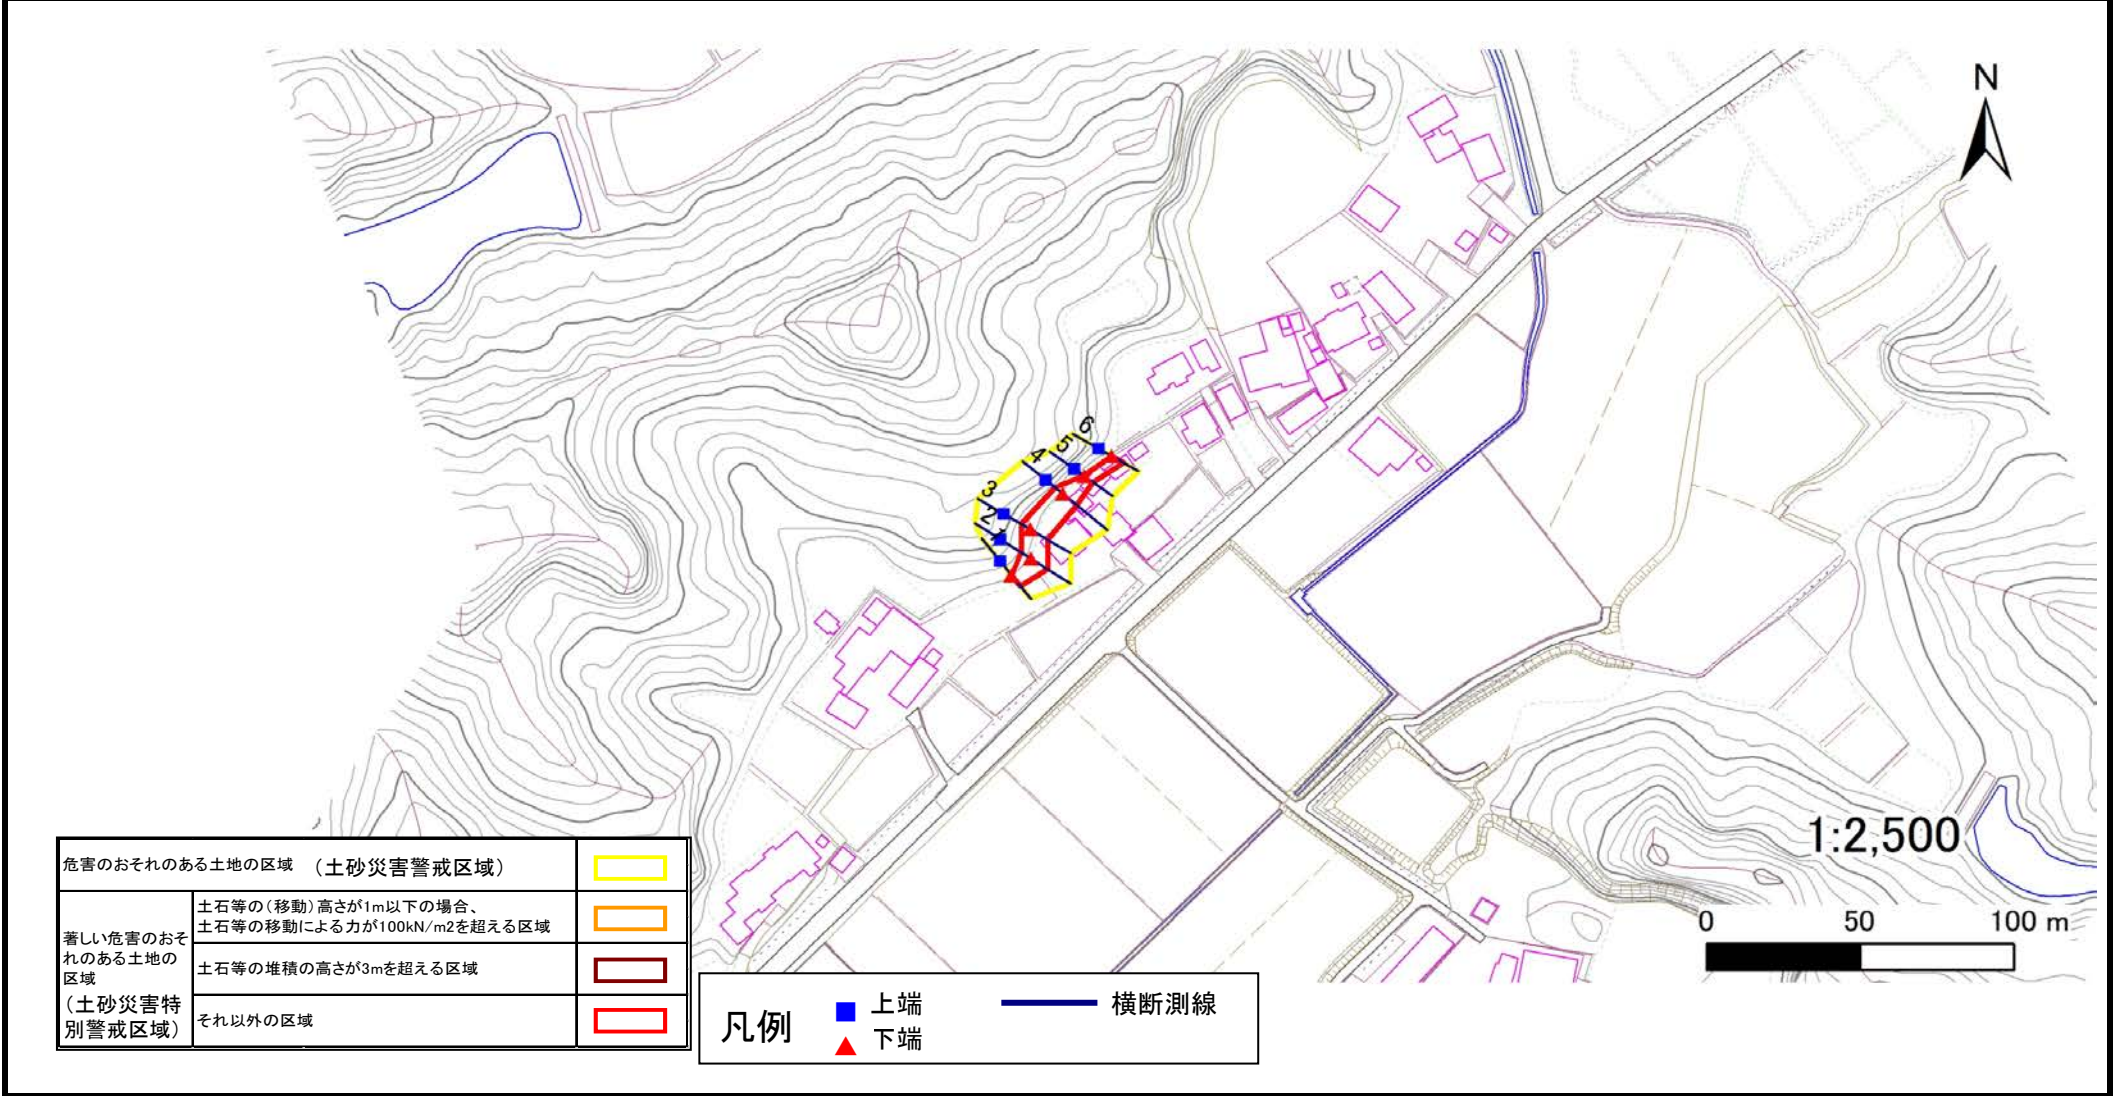 N
6
5
4
3
2
1
1:2,500
0 50 100 m
危害のおそれのある土地の区域 （土砂災害警戒区域）
著しい危害のおそ
れのある土地の
区域
（土砂災害特
別警戒区域）
土石等の（移動）高さが1m以下の場合、
土石等の移動による力が100kN/m2を超える区域
土石等の堆積の高さが3mを超える区域
それ以外の区域
凡例
上端
下端
横断測線